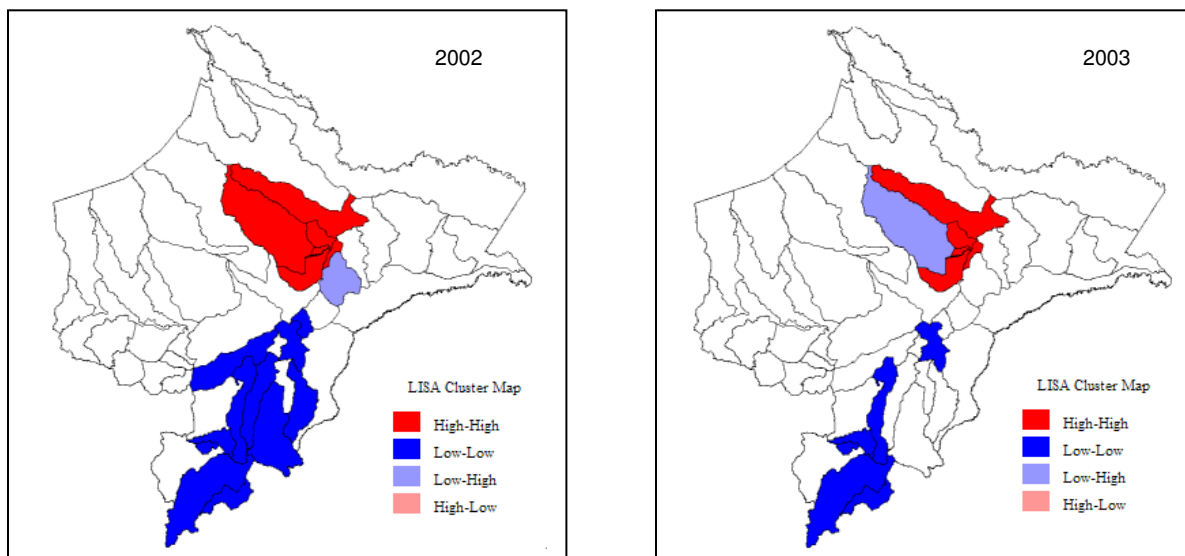 2002
LISA Cluster Map
High-High
Low-Low
Low-High
High-Low
2003
LISA Cluster Map
High-High
Low-Low
Low-High
High-Low